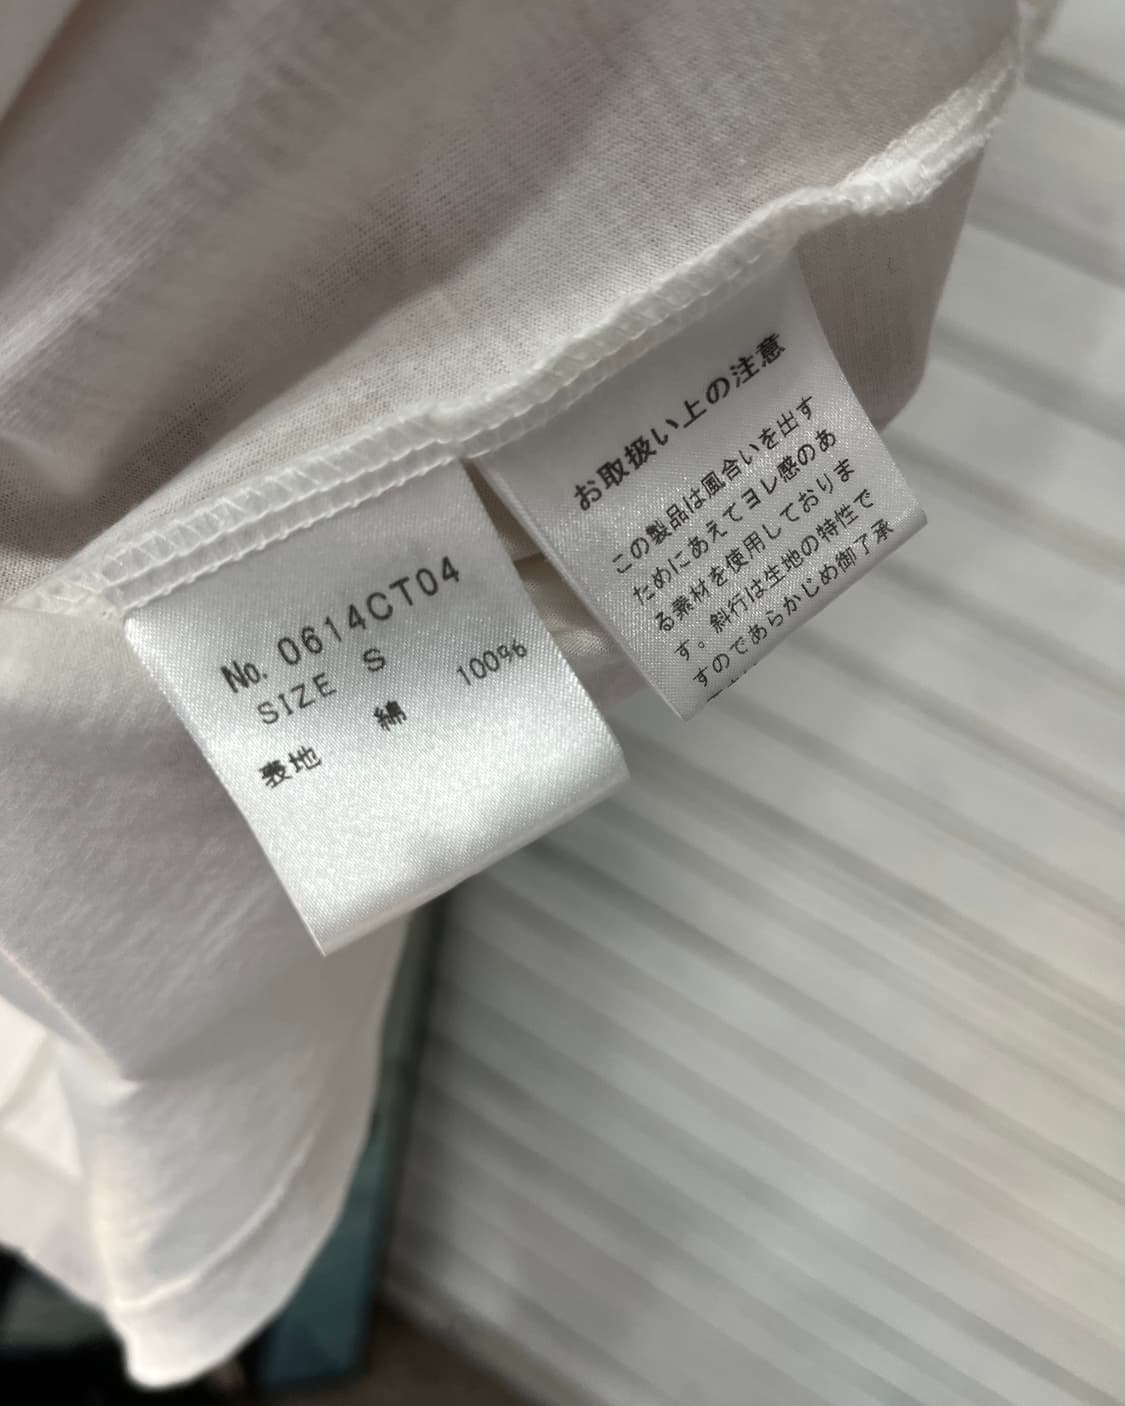 No. 0614CT04
SIZE S
表地 綿 100%
お取扱い上の注意
この製品は風合いを出す
ためにあえてヨレ感のあ
る素材を使用しておりま
す。斜行は生地の特性で
すのであらかじめ御了承